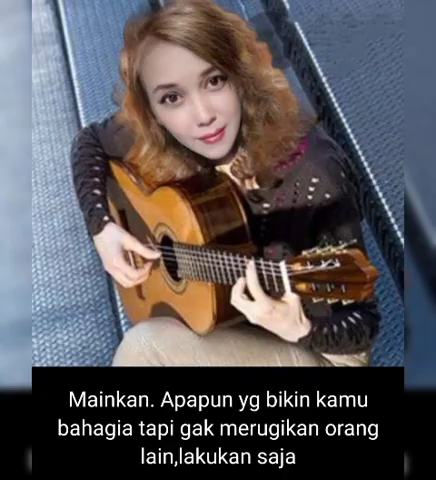 Mainkan. Apapun yg bikin kamu
bahagia tapi gak merugikan orang
lain,lakukan saja